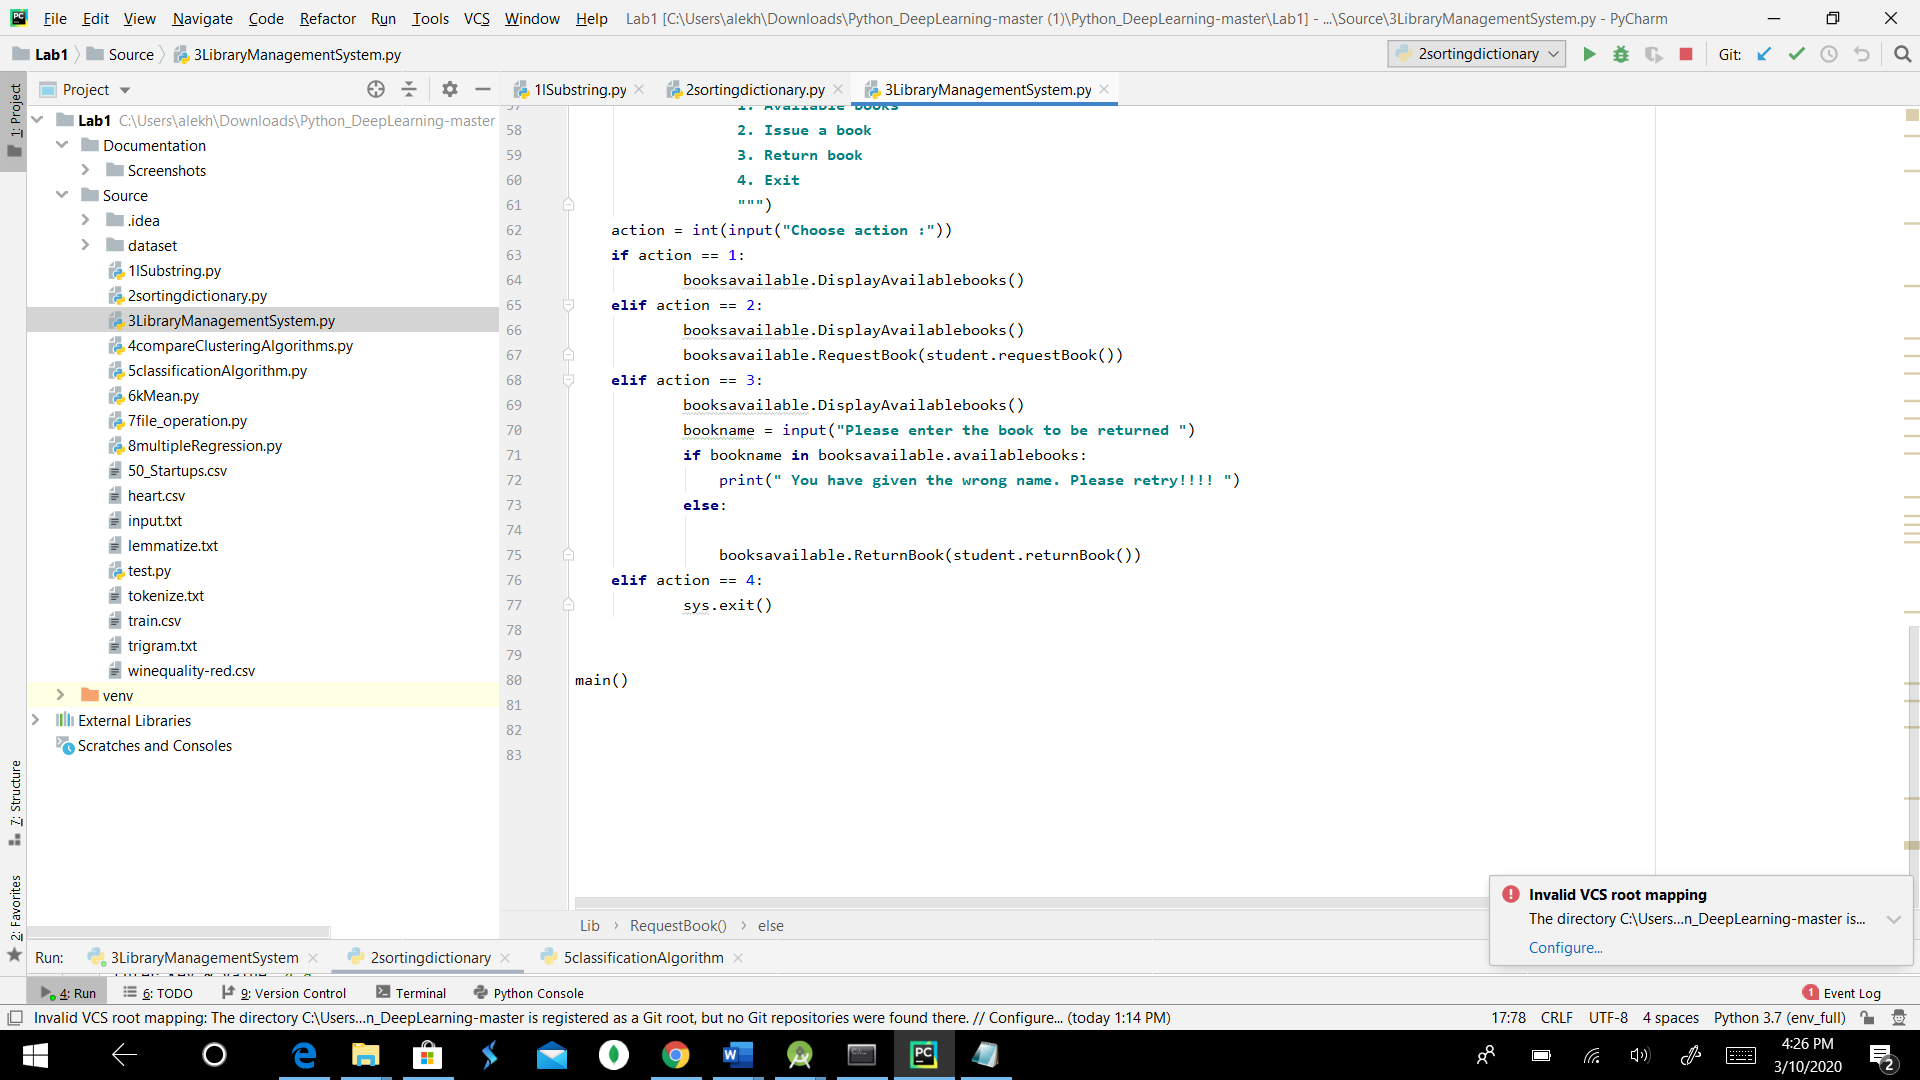 File Edit View Navigate Code Refactor Run Tools VCS Window Help Lab1 [C:\Users\alekh\Downloads\Python_DeepLearning-master (1)\Python_DeepLearning-master\Lab1] - ...\Source\3LibraryManagementSystem.py - PyCharm
Lab1 Source 3LibraryManagementSystem.py 2sortingdictionary Git:
1: Project
Project
1ISubstring.py 2sortingdictionary.py 3LibraryManagementSystem.py
Lab1 C:\Users\alekh\Downloads\Python_DeepLearning-master
Documentation
Screenshots
Source
.idea
dataset
1ISubstring.py
2sortingdictionary.py
3LibraryManagementSystem.py
4compareClusteringAlgorithms.py
5classificationAlgorithm.py
6kMean.py
7file_operation.py
8multipleRegression.py
50_Startups.csv
heart.csv
input.txt
lemmatize.txt
test.py
tokenize.txt
train.csv
trigram.txt
winequality-red.csv
venv
External Libraries
Scratches and Consoles
7: Structure
2: Favorites
57 1. Available books
58 2. Issue a book
59 3. Return book
60 4. Exit
61 """)
62 action = int(input("Choose action :"))
63 if action == 1:
64 booksavailable.DisplayAvailablebooks()
65 elif action == 2:
66 booksavailable.DisplayAvailablebooks()
67 booksavailable.RequestBook(student.requestBook())
68 elif action == 3:
69 booksavailable.DisplayAvailablebooks()
70 bookname = input("Please enter the book to be returned ")
71 if bookname in booksavailable.availablebooks:
72 print(" You have given the wrong name. Please retry!!!! ")
73 else:
74
75 booksavailable.ReturnBook(student.returnBook())
76 elif action == 4:
77 sys.exit()
78
79
80 main()
81
82
83
Lib › RequestBook() › else
Invalid VCS root mapping
The directory C:\Users...n_DeepLearning-master is...
Configure...
Run: 3LibraryManagementSystem 2sortingdictionary 5classificationAlgorithm
4: Run 6: TODO 9: Version Control Terminal Python Console 1 Event Log
Invalid VCS root mapping: The directory C:\Users...n_DeepLearning-master is registered as a Git root, but no Git repositories were found there. // Configure... (today 1:14 PM) 17:78 CRLF UTF-8 4 spaces Python 3.7 (env_full)
4:26 PM
3/10/2020
2